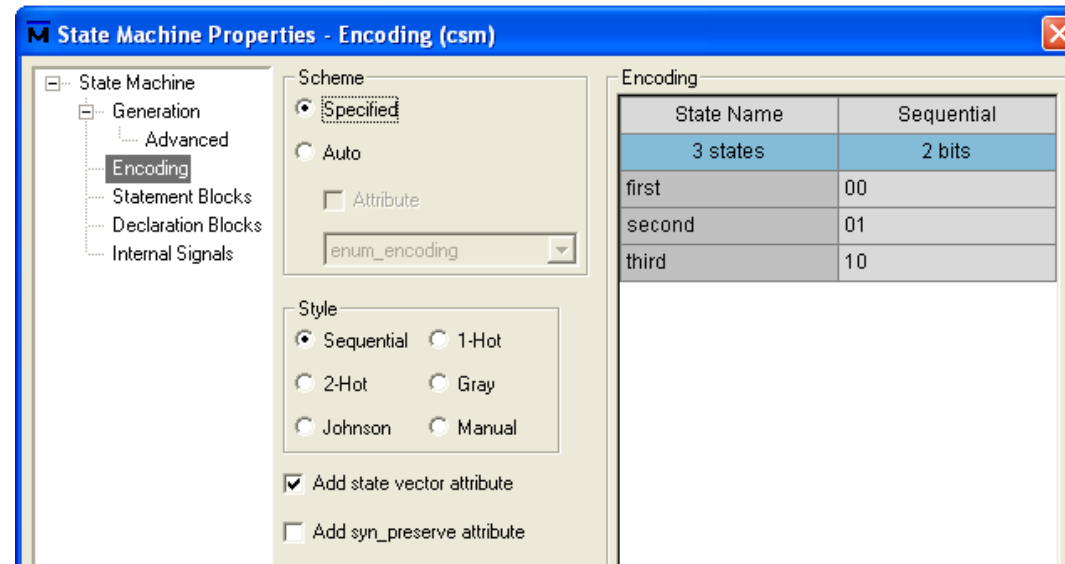 State Machine Properties - Encoding (csm)
State Machine
Generation
Advanced
Encoding
Statement Blocks
Declaration Blocks
Internal Signals
Scheme
Specified
Auto
Attribute
enum_encoding
Style
Sequential 1-Hot
2-Hot Gray
Johnson Manual
Add state vector attribute
Add syn_preserve attribute
Encoding
State Name Sequential
3 states 2 bits
first 00
second 01
third 10